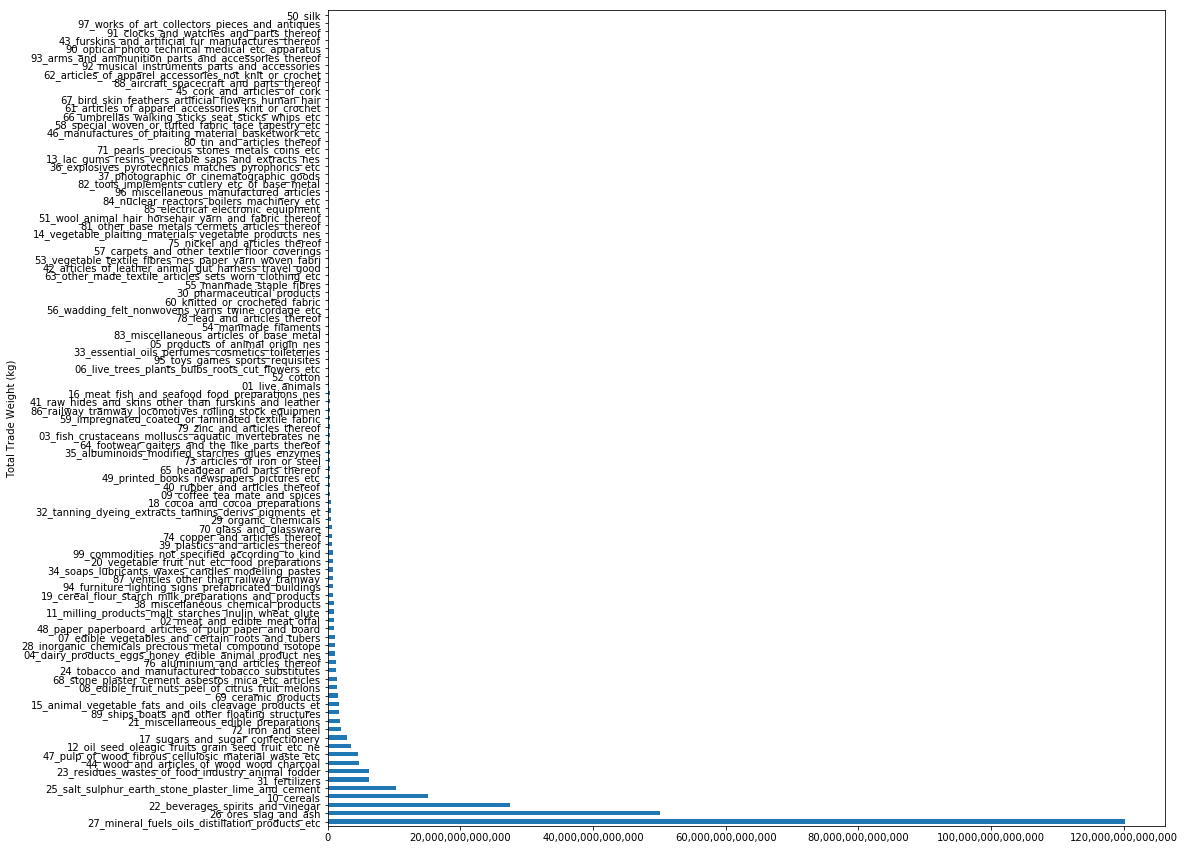 50_silk
97_works_of_art_collectors_pieces_and_antiques
91_clocks_and_watches_and_parts_thereof
43_furskins_and_artificial_fur_manufactures_thereof
90_optical_photo_technical_medical_etc_apparatus
93_arms_and_ammunition_parts_and_accessories_thereof
92_musical_instruments_parts_and_accessories
62_articles_of_apparel_accessories_not_knit_or_crochet
88_aircraft_spacecraft_and_parts_thereof
45_cork_and_articles_of_cork
67_bird_skin_feathers_artificial_flowers_human_hair
61_articles_of_apparel_accessories_knit_or_crochet
66_umbrellas_walking_sticks_seat_sticks_whips_etc
58_special_woven_or_tufted_fabric_lace_tapestry_etc
46_manufactures_of_plaiting_material_basketwork_etc
80_tin_and_articles_thereof
71_pearls_precious_stones_metals_coins_etc
13_lac_gums_resins_vegetable_saps_and_extracts_nes
36_explosives_pyrotechnics_matches_pyrophorics_etc
37_photographic_or_cinematographic_goods
82_tools_implements_cutlery_etc_of_base_metal
96_miscellaneous_manufactured_articles
84_nuclear_reactors_boilers_machinery_etc
85_electrical_electronic_equipment
51_wool_animal_hair_horsehair_yarn_and_fabric_thereof
81_other_base_metals_cermets_articles_thereof
14_vegetable_plaiting_materials_vegetable_products_nes
75_nickel_and_articles_thereof
57_carpets_and_other_textile_floor_coverings
53_vegetable_textile_fibres_nes_paper_yarn_woven_fabri
42_articles_of_leather_animal_gut_harness_travel_good
63_other_made_textile_articles_sets_worn_clothing_etc
55_manmade_staple_fibres
30_pharmaceutical_products
60_knitted_or_crocheted_fabric
56_wadding_felt_nonwovens_yarns_twine_cordage_etc
78_lead_and_articles_thereof
54_manmade_filaments
83_miscellaneous_articles_of_base_metal
05_products_of_animal_origin_nes
33_essential_oils_perfumes_cosmetics_toileteries
95_toys_games_sports_requisites
06_live_trees_plants_bulbs_roots_cut_flowers_etc
52_cotton
01_live_animals
16_meat_fish_and_seafood_food_preparations_nes
41_raw_hides_and_skins_other_than_furskins_and_leather
86_railway_tramway_locomotives_rolling_stock_equipmen
59_impregnated_coated_or_laminated_textile_fabric
79_zinc_and_articles_thereof
03_fish_crustaceans_molluscs_aquatic_invertebrates_ne
64_footwear_gaiters_and_the_like_parts_thereof
35_albuminoids_modified_starches_glues_enzymes
73_articles_of_iron_or_steel
65_headgear_and_parts_thereof
49_printed_books_newspapers_pictures_etc
40_rubber_and_articles_thereof
09_coffee_tea_mate_and_spices
18_cocoa_and_cocoa_preparations
32_tanning_dyeing_extracts_tannins_derivs_pigments_et
29_organic_chemicals
70_glass_and_glassware
74_copper_and_articles_thereof
39_plastics_and_articles_thereof
99_commodities_not_specified_according_to_kind
20_vegetable_fruit_nut_etc_food_preparations
34_soaps_lubricants_waxes_candles_modelling_pastes
87_vehicles_other_than_railway_tramway
94_furniture_lighting_signs_prefabricated_buildings
19_cereal_flour_starch_milk_preparations_and_products
38_miscellaneous_chemical_products
11_milling_products_malt_starches_inulin_wheat_glute
02_meat_and_edible_meat_offal
48_paper_paperboard_articles_of_pulp_paper_and_board
07_edible_vegetables_and_certain_roots_and_tubers
28_inorganic_chemicals_precious_metal_compound_isotope
04_dairy_products_eggs_honey_edible_animal_product_nes
76_aluminium_and_articles_thereof
24_tobacco_and_manufactured_tobacco_substitutes
68_stone_plaster_cement_asbestos_mica_etc_articles
08_edible_fruit_nuts_peel_of_citrus_fruit_melons
69_ceramic_products
15_animal_vegetable_fats_and_oils_cleavage_products_et
89_ships_boats_and_other_floating_structures
21_miscellaneous_edible_preparations
72_iron_and_steel
17_sugars_and_sugar_confectionery
12_oil_seed_oleagic_fruits_grain_seed_fruit_etc_ne
47_pulp_of_wood_fibrous_cellulosic_material_waste_etc
44_wood_and_articles_of_wood_wood_charcoal
23_residues_wastes_of_food_industry_animal_fodder
31_fertilizers
25_salt_sulphur_earth_stone_plaster_lime_and_cement
10_cereals
22_beverages_spirits_and_vinegar
26_ores_slag_and_ash
27_mineral_fuels_oils_distillation_products_etc
Total Trade Weight (kg)
0 20,000,000,000,000 40,000,000,000,000 60,000,000,000,000 80,000,000,000,000 100,000,000,000,000 120,000,000,000,000